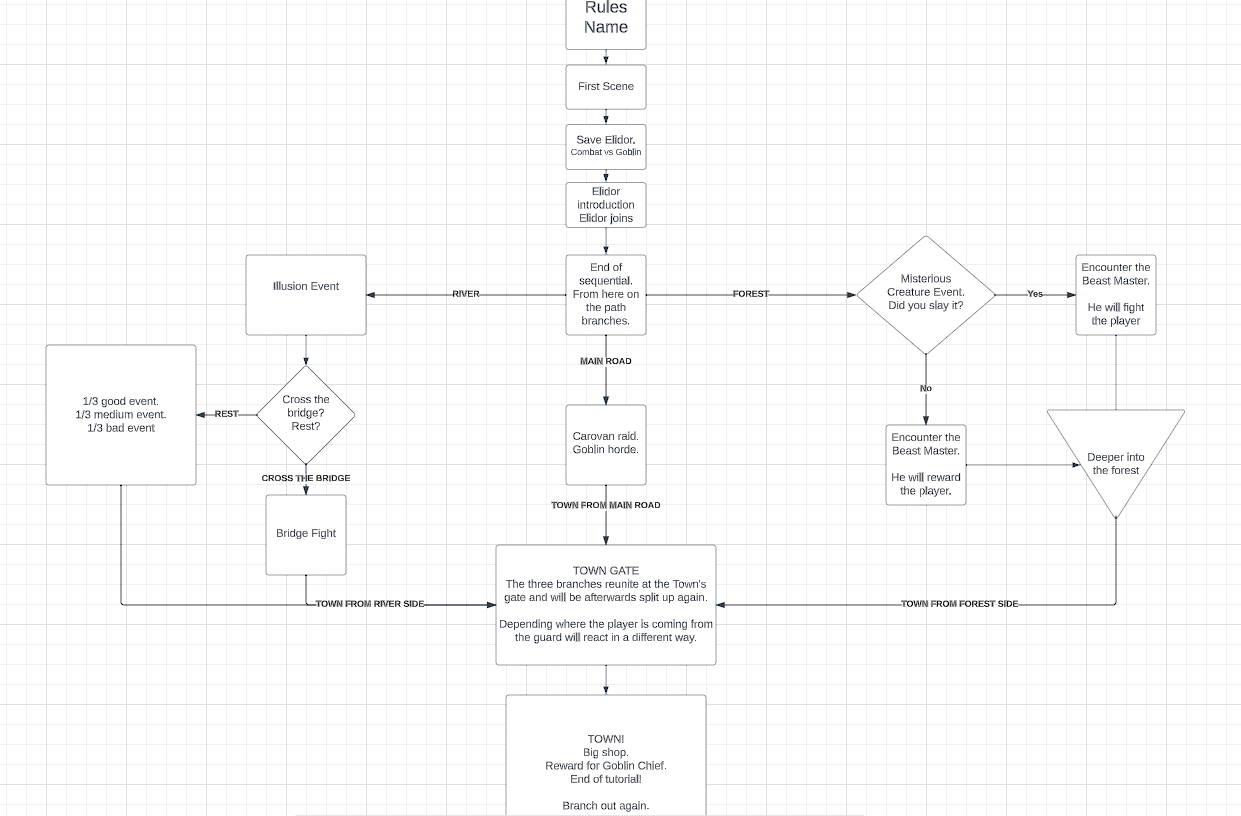 Rules
Name
First Scene
Save Elidor.
Combat vs Goblin
Elidor
introduction
Elidor joins
End of
sequential.
From here on
the path
branches.
RIVER
Illusion Event
Cross the
bridge?
Rest?
REST
1/3 good event.
1/3 medium event.
1/3 bad event
CROSS THE BRIDGE
Bridge Fight
TOWN FROM RIVER SIDE
MAIN ROAD
Carovan raid.
Goblin horde.
TOWN FROM MAIN ROAD
FOREST
Misterious
Creature Event.
Did you slay it?
Yes
Encounter the
Beast Master.
He will fight
the player
No
Encounter the
Beast Master.
He will reward
the player.
Deeper into
the forest
TOWN FROM FOREST SIDE
TOWN GATE
The three branches reunite at the Town's
gate and will be afterwards split up again.
Depending where the player is coming from
the guard will react in a different way.
TOWN!
Big shop.
Reward for Goblin Chief.
End of tutorial!
Branch out again.